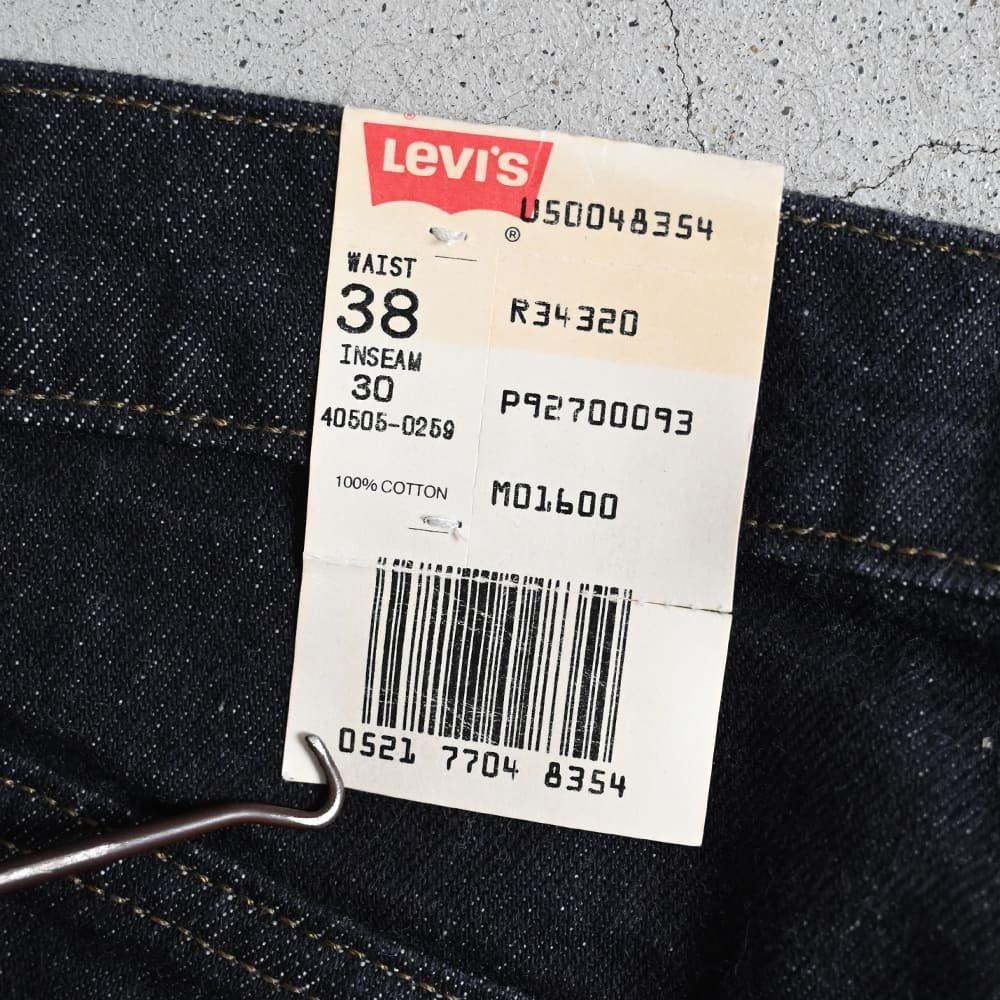 LEVI'S
®
U50048354
WAIST
38
R34320
INSEAM
30
40505-0259
P92700093
100% COTTON
M01600
0521 7704 8354